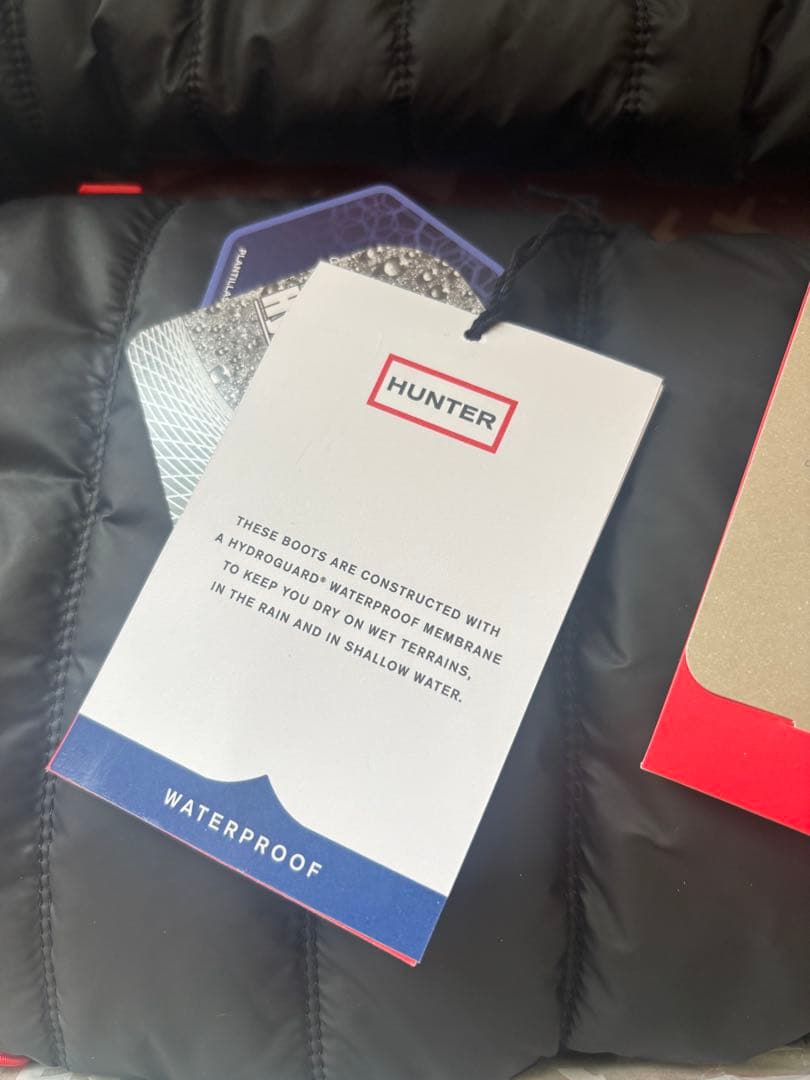 PLANTILLA
HUNTER
THESE BOOTS ARE CONSTRUCTED WITH
A HYDROGUARD® WATERPROOF MEMBRANE
TO KEEP YOU DRY ON WET TERRAINS,
IN THE RAIN AND IN SHALLOW WATER.
WATERPROOF